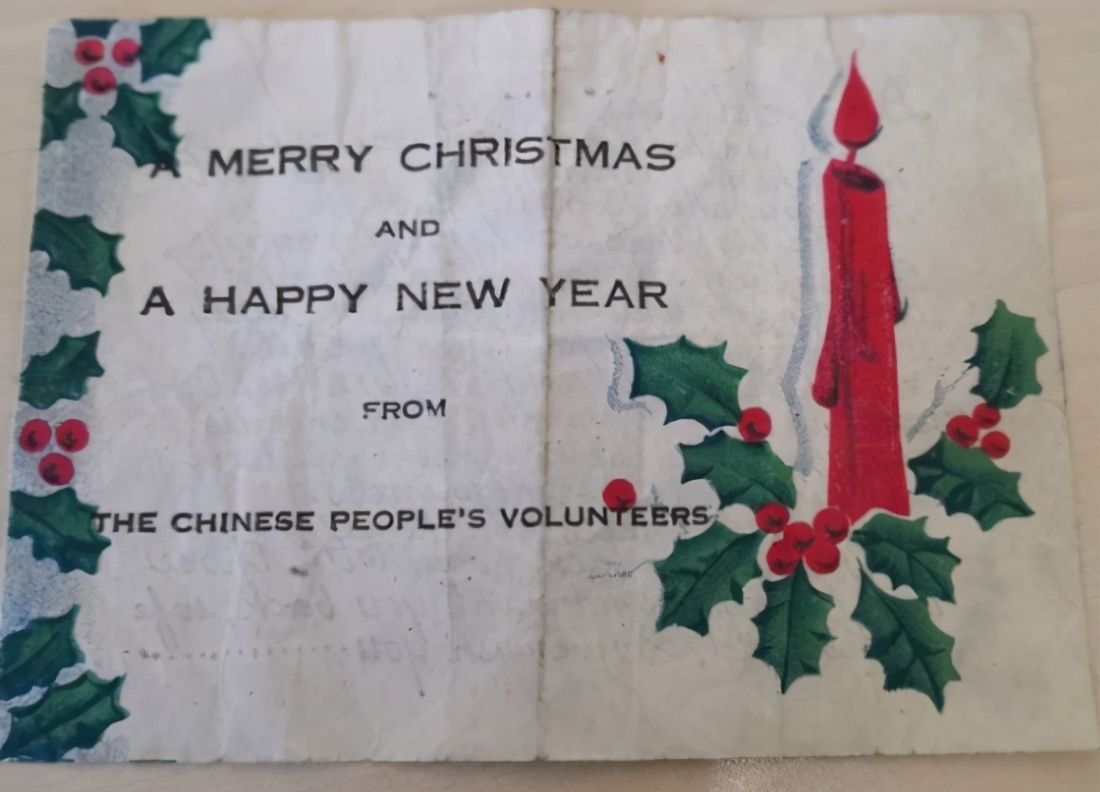 A MERRY CHRISTMAS
AND
A HAPPY NEW YEAR
FROM
THE CHINESE PEOPLE'S VOLUNTEERS